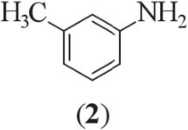 H₃C NH₂
(2)